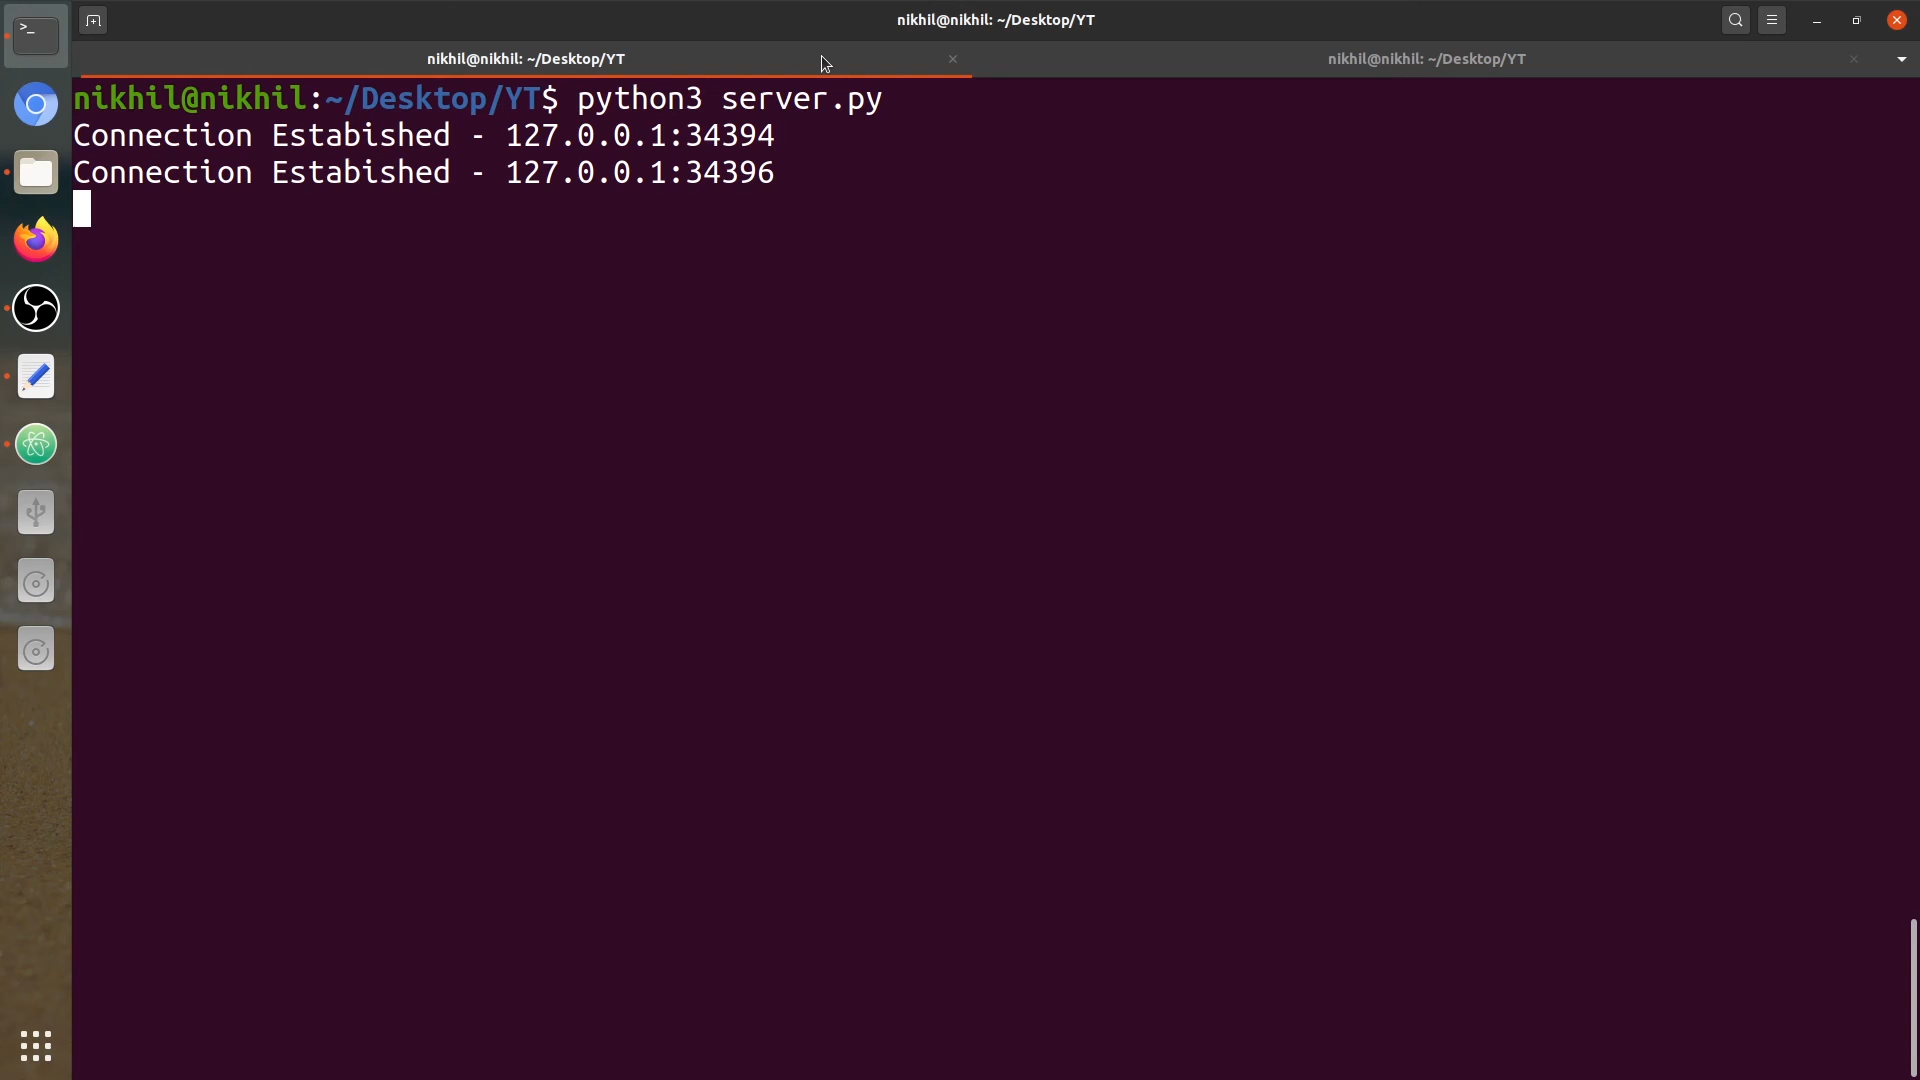 nikhil@nikhil: ~/Desktop/YT
nikhil@nikhil: ~/Desktop/YT
nikhil@nikhil: ~/Desktop/YT
nikhil@nikhil:~/Desktop/YT$ python3 server.py
Connection Estabished - 127.0.0.1:34394
Connection Estabished - 127.0.0.1:34396